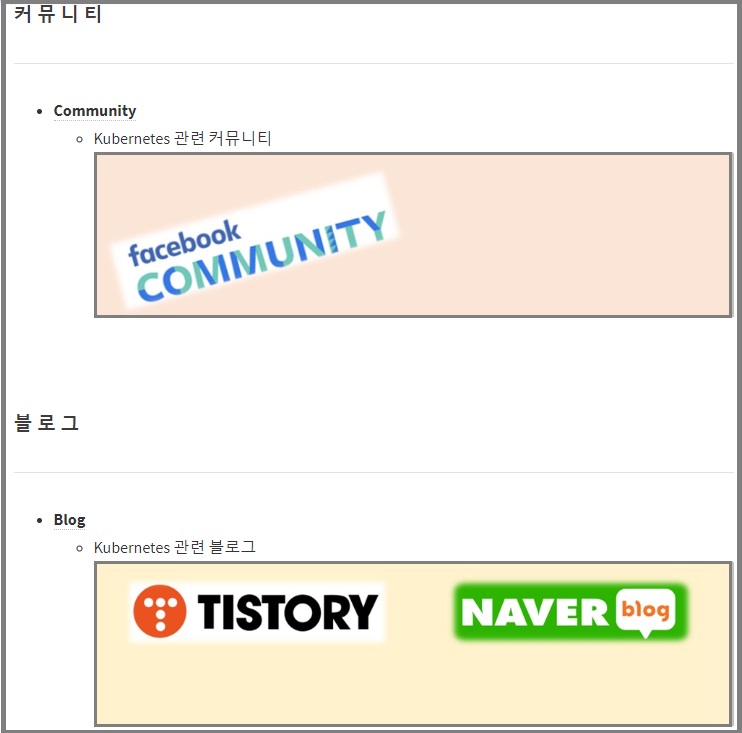 커 뮤 니 티
Community
Kubernetes 관련 커뮤니티
facebook
COMMUNITY
블 로 그
Blog
Kubernetes 관련 블로그
TISTORY
NAVER blog